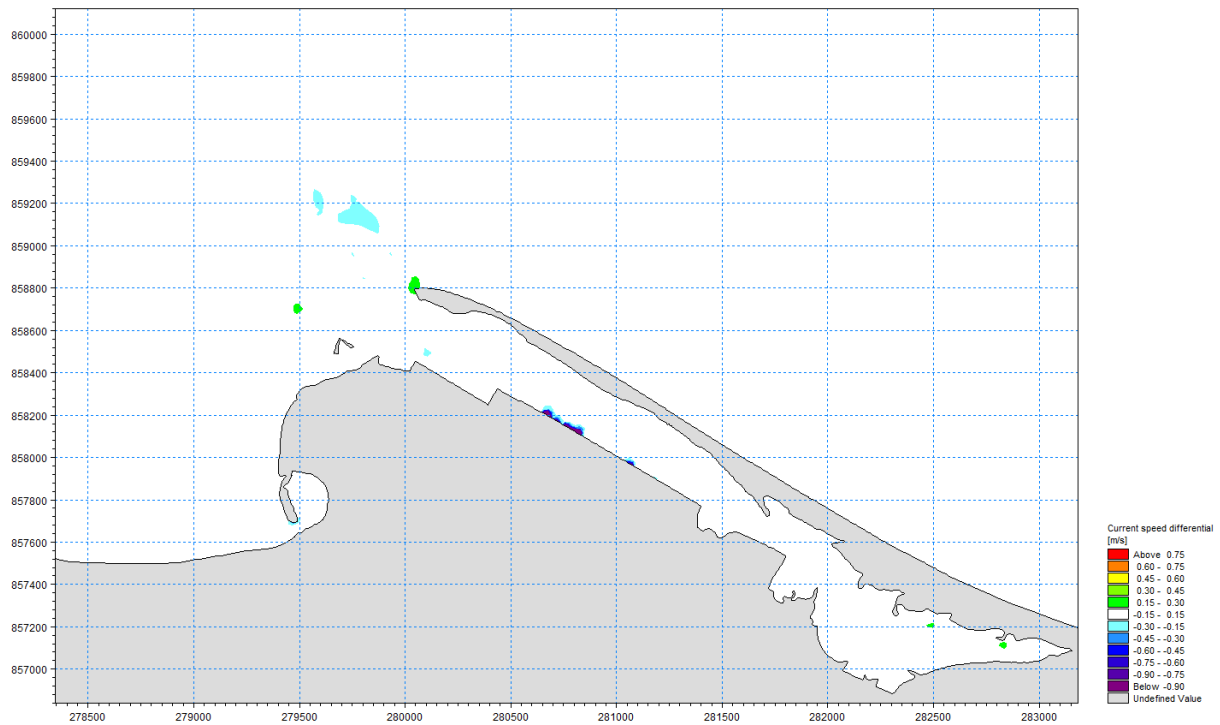 860000
859800
859600
859400
859200
859000
858800
858600
858400
858200
858000
857800
857600
857400
857200
857000
278500 279000 279500 280000 280500 281000 281500 282000 282500 283000
Current speed differential
[m/s]
Above 0.75
0.60 - 0.75
0.45 - 0.60
0.30 - 0.45
0.15 - 0.30
-0.15 - 0.15
-0.30 - -0.15
-0.45 - -0.30
-0.60 - -0.45
-0.75 - -0.60
-0.90 - -0.75
Below -0.90
Undefined Value